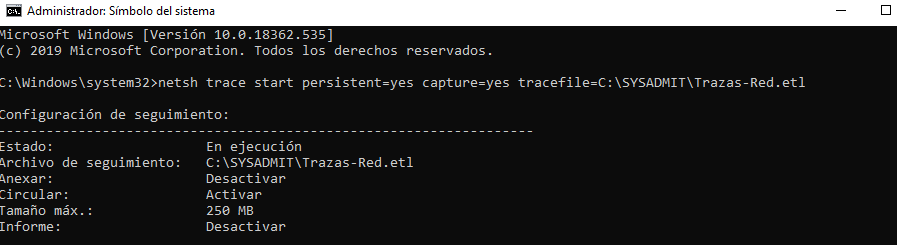 Administrador: Símbolo del sistema
Microsoft Windows [Versión 10.0.18362.535]
(c) 2019 Microsoft Corporation. Todos los derechos reservados.
C:\Windows\system32>netsh trace start persistent=yes capture=yes tracefile=C:\SYSADMIT\Trazas-Red.etl
Configuración de seguimiento:
-------------------------------------------------------------------
Estado: En ejecución
Archivo de seguimiento: C:\SYSADMIT\Trazas-Red.etl
Anexar: Desactivar
Circular: Activar
Tamaño máx.: 250 MB
Informe: Desactivar